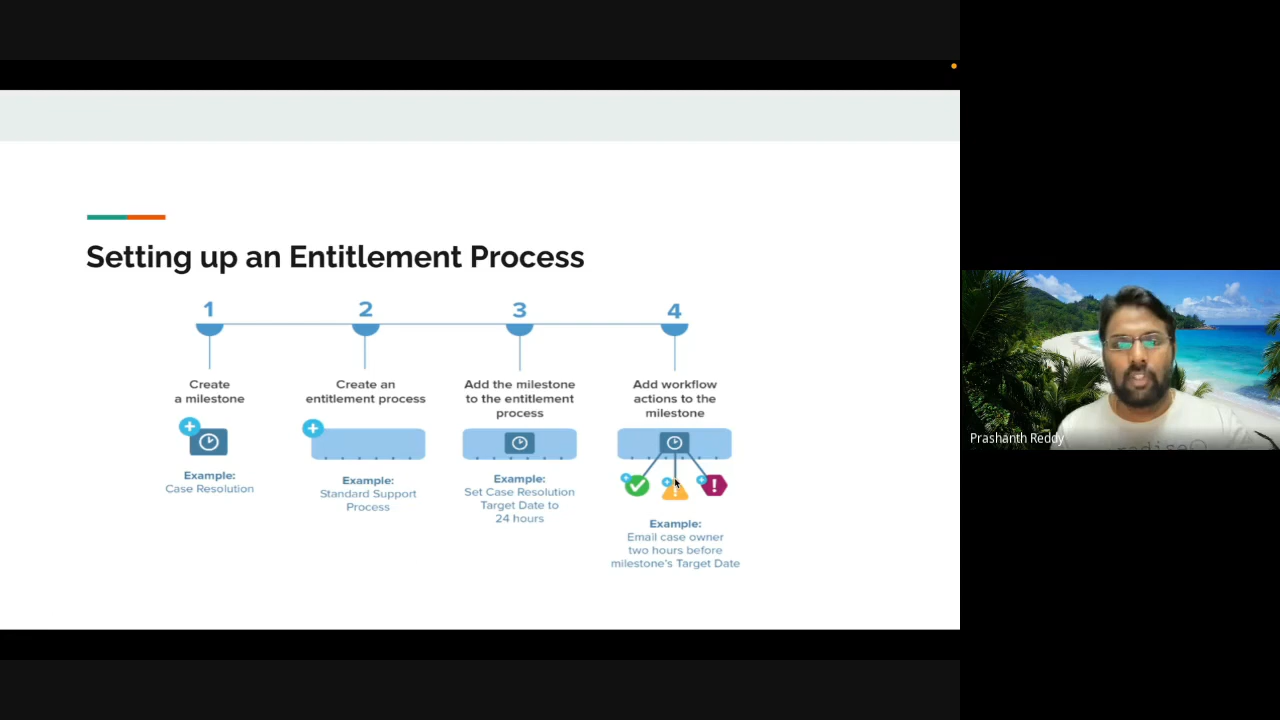 Setting up an Entitlement Process
1
2
3
4
Create
a milestone
Create an
entitlement process
Add the milestone
to the entitlement
process
Add workflow
actions to the
milestone
Example:
Case Resolution
Example:
Standard Support
Process
Example:
Set Case Resolution
Target Date to
24 hours
Example:
Email case owner
two hours before
milestone's Target Date
Prashanth Reddy